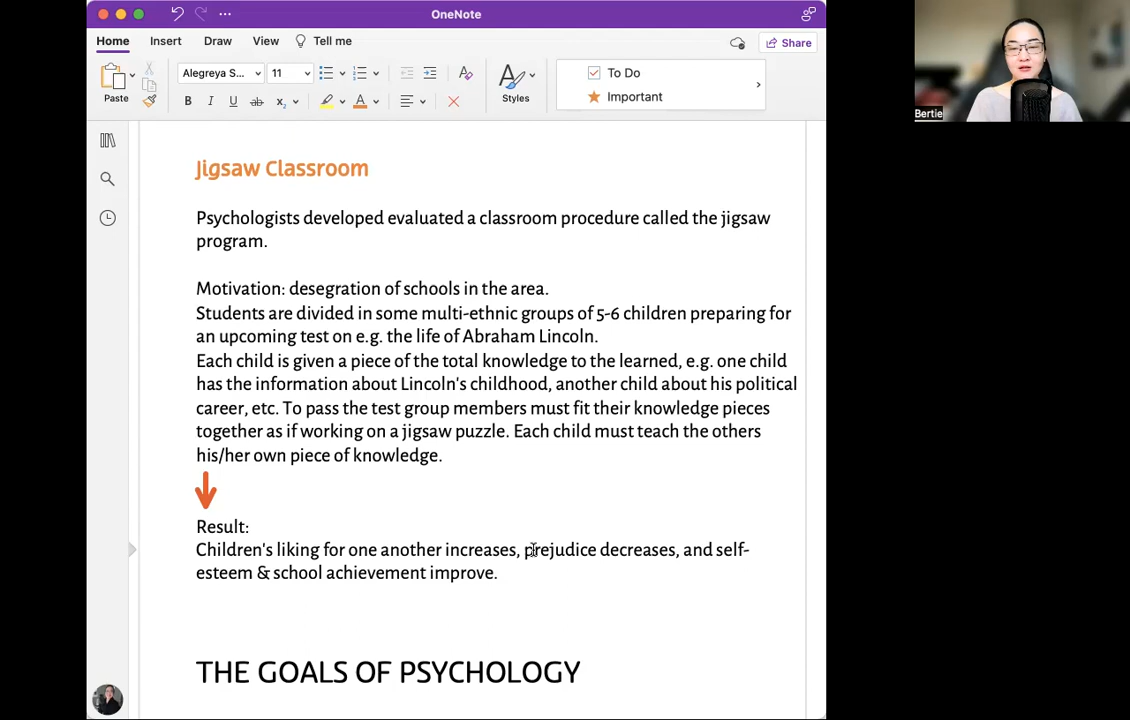 OneNote
Home Insert Draw View Tell me
Share
Paste
Alegreya S... 11
B I U ab x₂ A
Styles
To Do
Important
Bertie
Jigsaw Classroom
Psychologists developed evaluated a classroom procedure called the jigsaw
program.
Motivation: desegration of schools in the area.
Students are divided in some multi-ethnic groups of 5-6 children preparing for
an upcoming test on e.g. the life of Abraham Lincoln.
Each child is given a piece of the total knowledge to the learned, e.g. one child
has the information about Lincoln's childhood, another child about his political
career, etc. To pass the test group members must fit their knowledge pieces
together as if working on a jigsaw puzzle. Each child must teach the others
his/her own piece of knowledge.
Result:
Children's liking for one another increases, prejudice decreases, and self-
esteem & school achievement improve.
THE GOALS OF PSYCHOLOGY